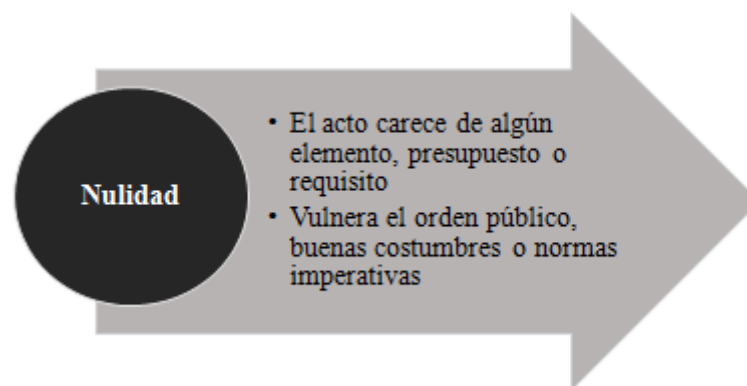 Nulidad
• El acto carece de algún
elemento, presupuesto o
requisito
• Vulnera el orden público,
buenas costumbres o normas
imperativas